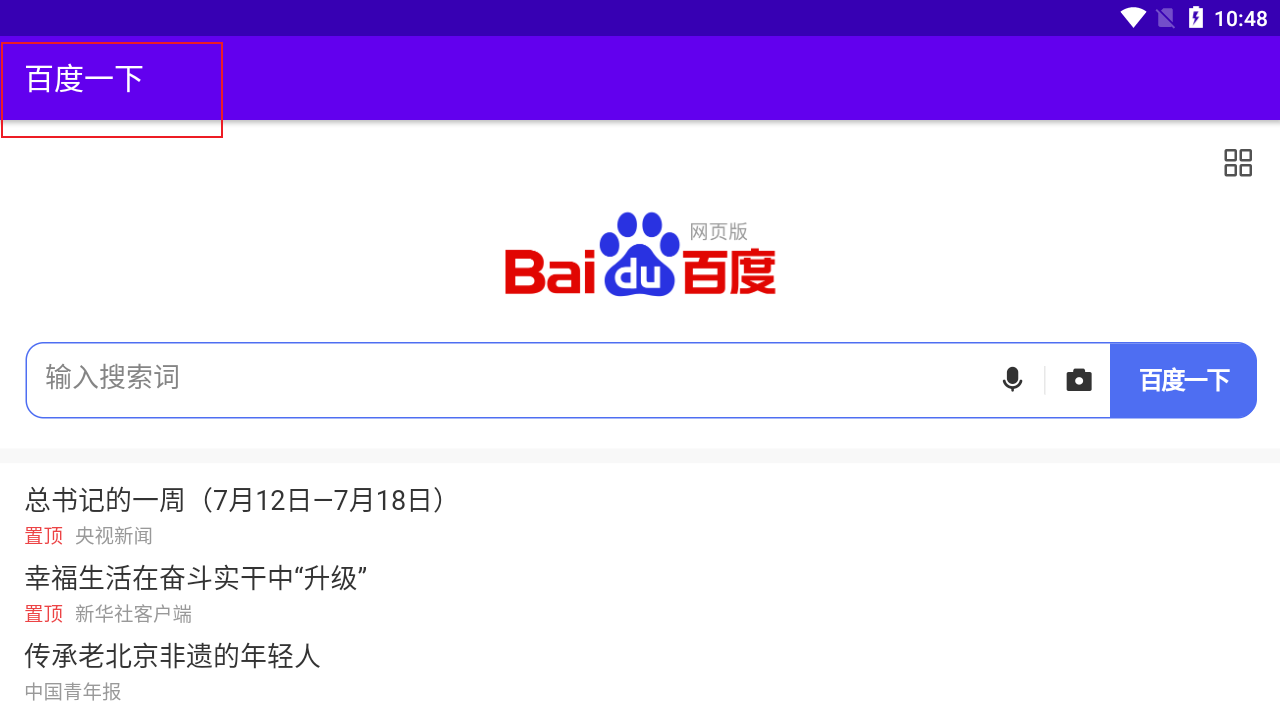 10:48
百度一下
网页版
Bai du 百度
输入搜索词
百度一下
总书记的一周（7月12日—7月18日）
置顶 央视新闻
幸福生活在奋斗实干中“升级”
置顶 新华社客户端
传承老北京非遗的年轻人
中国青年报